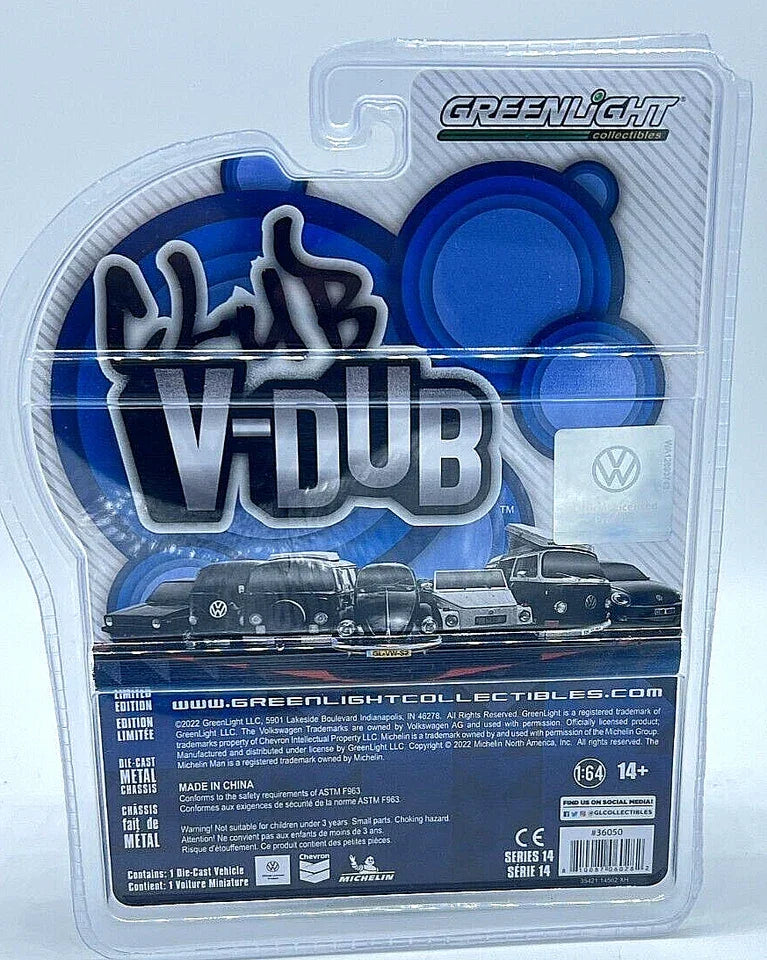 GREENLiGHT
collectibles
CLUB
V-DUB
™
GL-VW-S2
LIMITED
EDITION
ÉDITION
LIMITÉE
DIE-CAST
METAL
CHASSIS
CHÂSSIS
fait de
MÉTAL
www.GREENLIGHTCOLLECTIBLES.com
©2022 GreenLight LLC, 5901 Lakeside Boulevard Indianapolis, IN 46278. All Rights Reserved. GreenLight is a registered trademark of
GreenLight LLC. The Volkswagen Trademarks are owned by Volkswagen AG and used with permission. Officially licensed product;
trademarks property of Chevron Intellectual Property LLC. Michelin is a trademark owned by and used with permission of the Michelin Group.
Manufactured and distributed under license by GreenLight LLC. Copyright © 2022 Michelin North America, Inc. All rights reserved. The
Michelin Man is a registered trademark owned by Michelin.
MADE IN CHINA
Conforms to the safety requirements of ASTM F963.
Conformes aux exigences de sécurité de la norme ASTM F963.
Warning! Not suitable for children under 3 years. Small parts. Choking hazard.
Attention! Ne convient pas aux enfants de moins de 3 ans.
Risque d'étouffement. Ce produit contient des petites pièces.
1:64 14+
FIND US ON SOCIAL MEDIA!
@GLCOLLECTIBLES
CE
SERIES 14
SÉRIE 14
#36050
Contains: 1 Die-Cast Vehicle
Contient: 1 Voiture Miniature
Chevron
MICHELIN